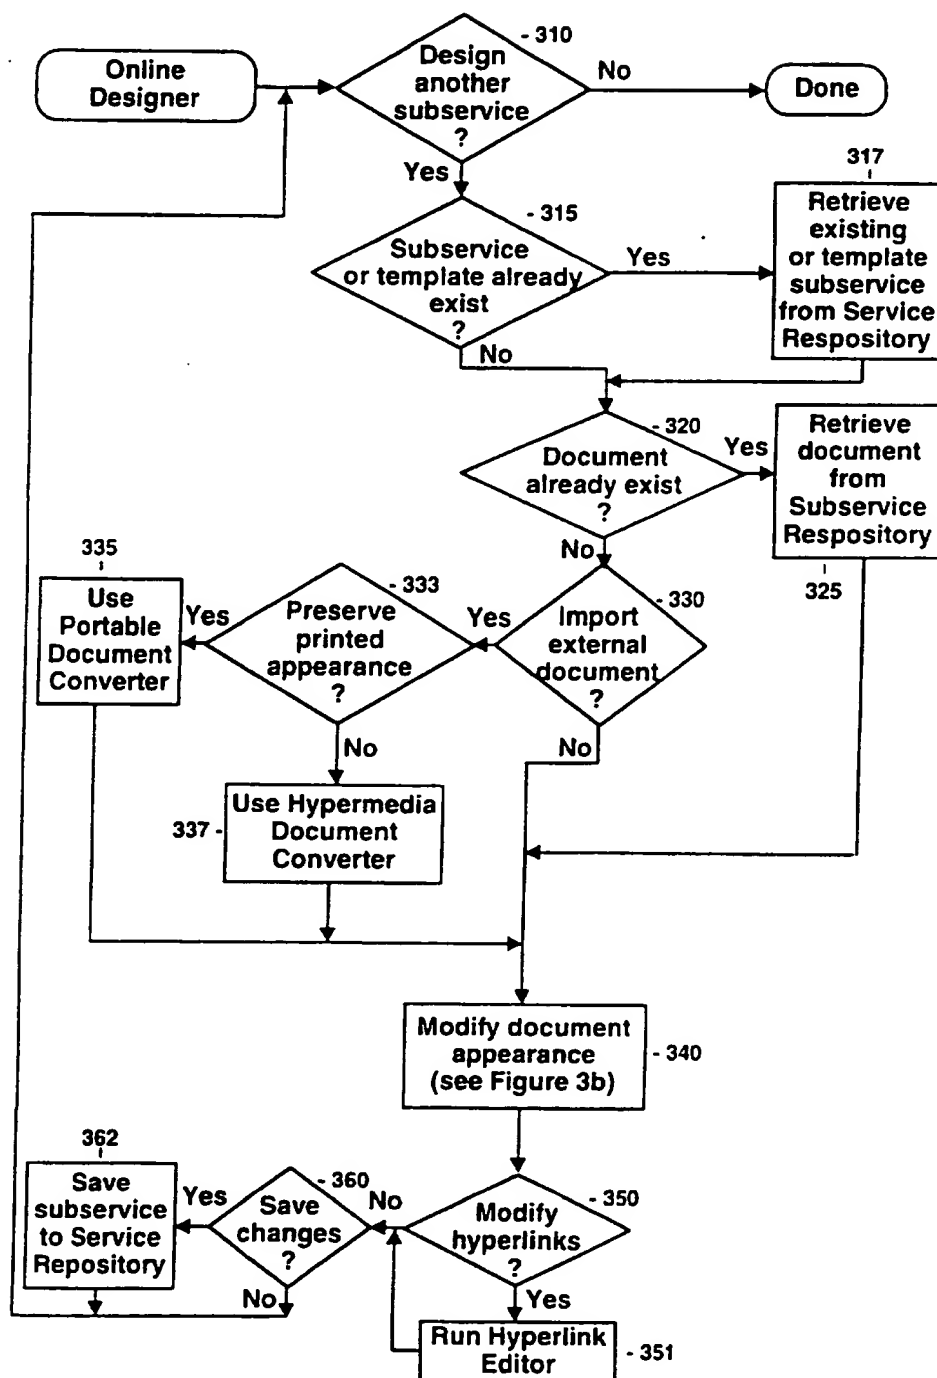 Online
Designer
- 310
Design
another
subservice
?
No
Done
Yes
317
- 315
Subservice
or template already
exist
?
Yes
Retrieve
existing
or template
subservice
from Service
Respository
No
- 320
Document
already exist
?
Yes
Retrieve
document
from
Subservice
Respository
325
No
335
Use
Portable
Document
Converter
Yes
- 333
Preserve
printed
appearance
?
Yes
- 330
Import
external
document
?
No
No
337 -
Use Hypermedia
Document
Converter
Modify document
appearance
(see Figure 3b)
- 340
362
Save
subservice
to Service
Repository
Yes
- 360
Save
changes
?
No
No
- 350
Modify
hyperlinks
?
Yes
Run Hyperlink
Editor
- 351